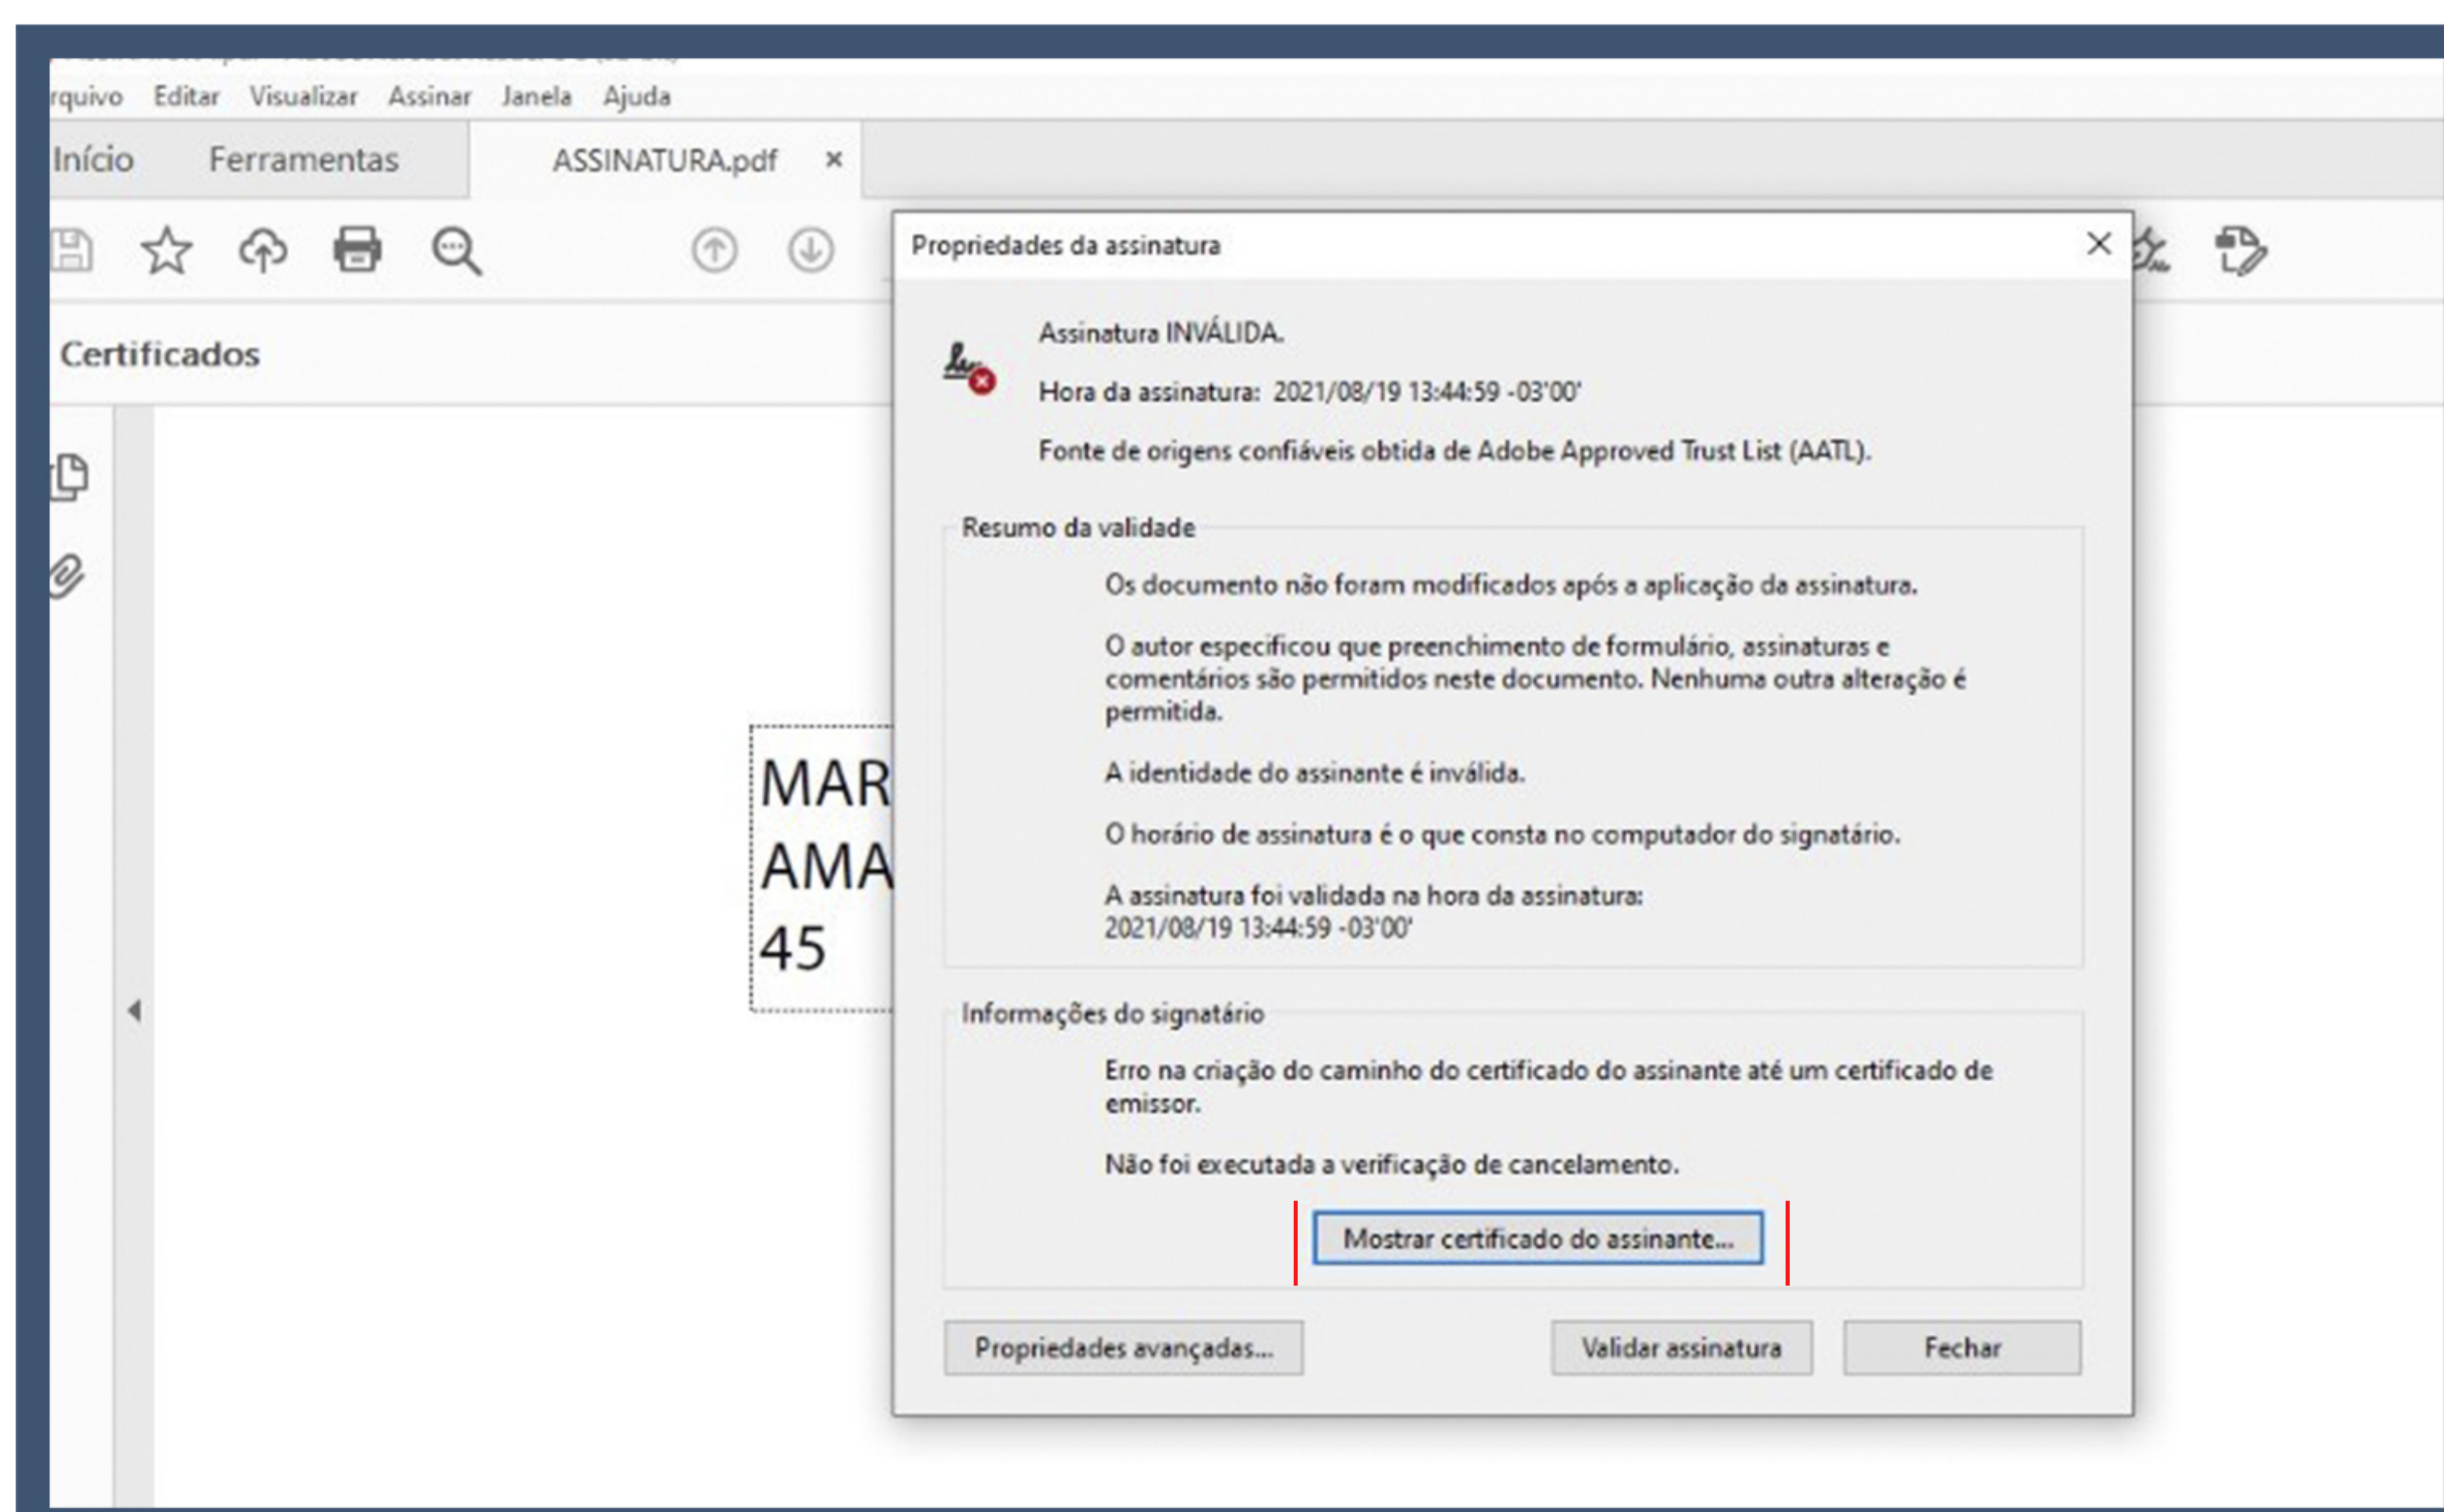 rquivo Editar Visualizar Assinar Janela Ajuda
Início Ferramentas ASSINATURA.pdf ×
Certificados
MAR
AMA
45
Propriedades da assinatura
Assinatura INVÁLIDA.
Hora da assinatura: 2021/08/19 13:44:59 -03'00'
Fonte de origens confiáveis obtida de Adobe Approved Trust List (AATL).
Resumo da validade
Os documento não foram modificados após a aplicação da assinatura.
O autor especificou que preenchimento de formulário, assinaturas e
comentários são permitidos neste documento. Nenhuma outra alteração é
permitida.
A identidade do assinante é inválida.
O horário de assinatura é o que consta no computador do signatário.
A assinatura foi validada na hora da assinatura:
2021/08/19 13:44:59 -03'00'
Informações do signatário
Erro na criação do caminho do certificado do assinante até um certificado de
emissor.
Não foi executada a verificação de cancelamento.
Mostrar certificado do assinante...
Propriedades avançadas... Validar assinatura Fechar